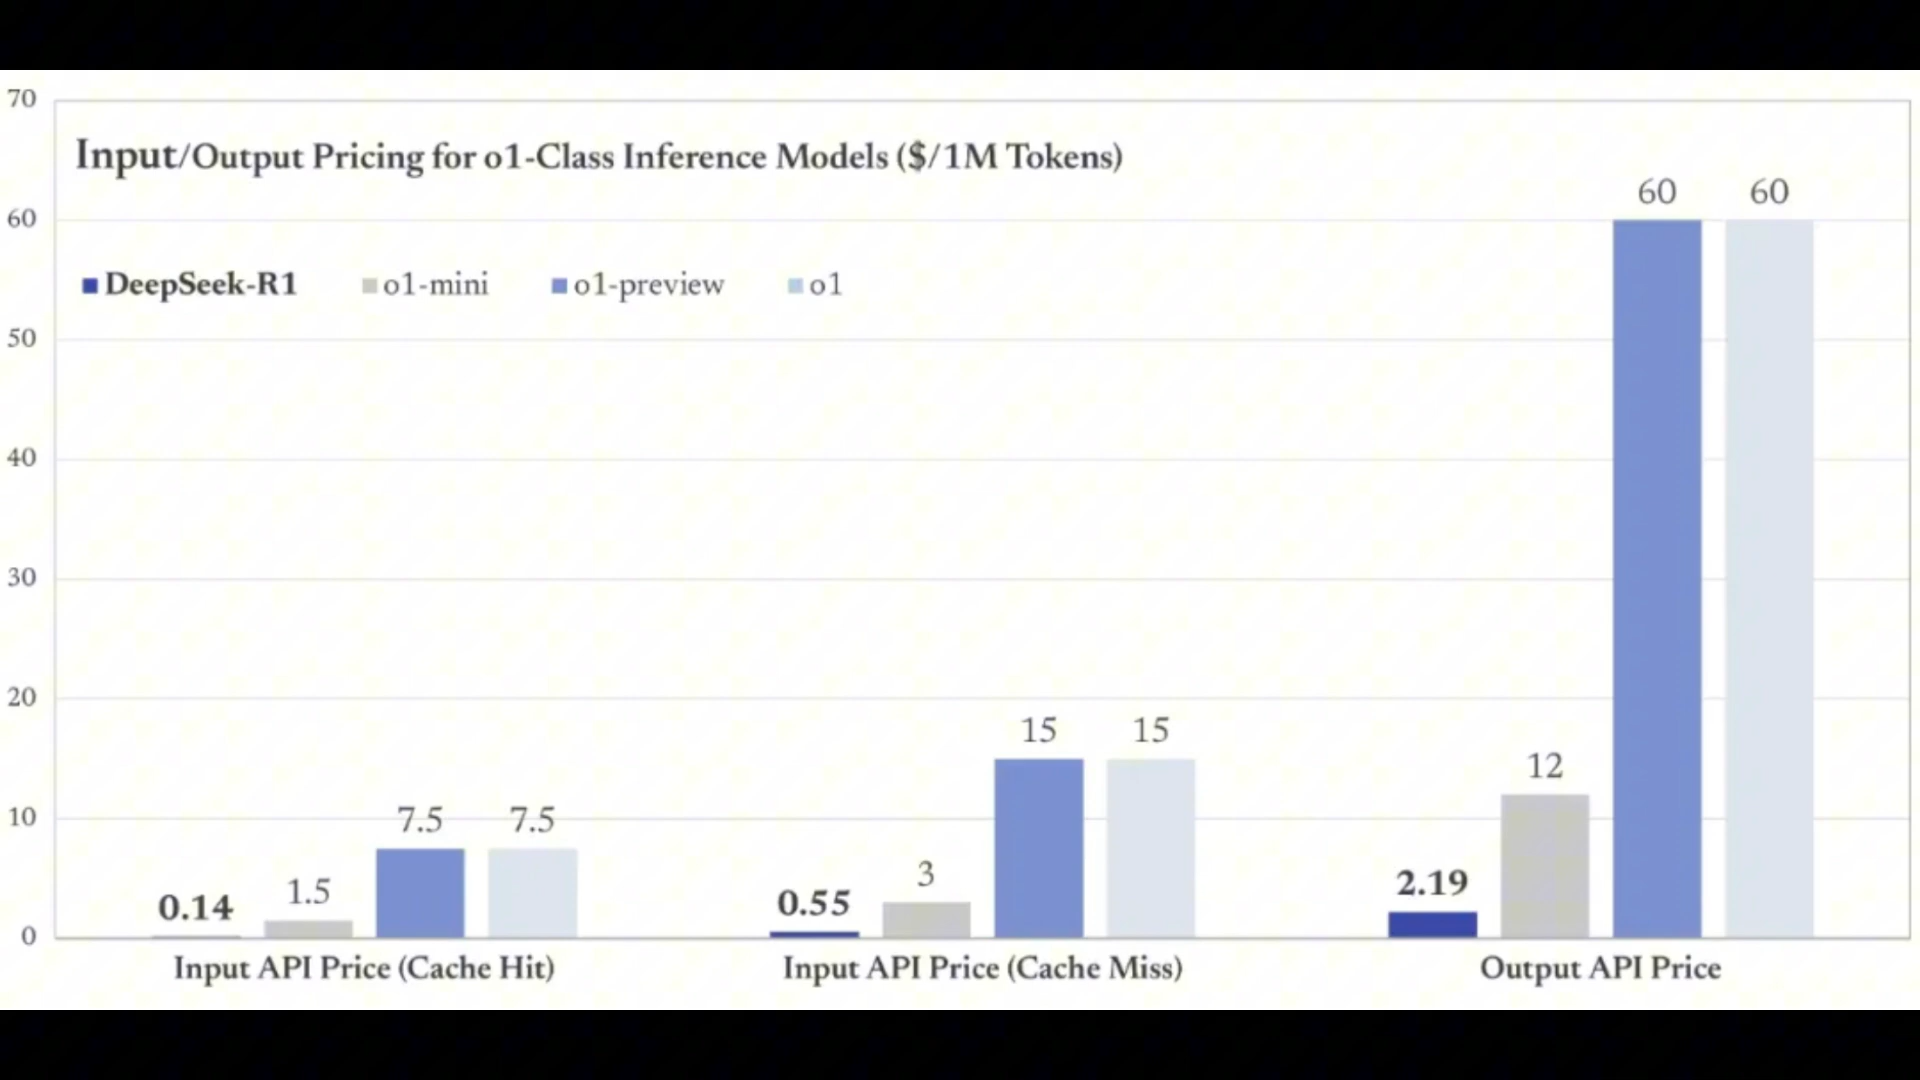 Input/Output Pricing for o1-Class Inference Models ($/1M Tokens)
DeepSeek-R1 o1-mini o1-preview o1
70
60
50
40
30
20
10
0
0.14 1.5 7.5 7.5
0.55 3 15 15
2.19 12 60 60
Input API Price (Cache Hit) Input API Price (Cache Miss) Output API Price